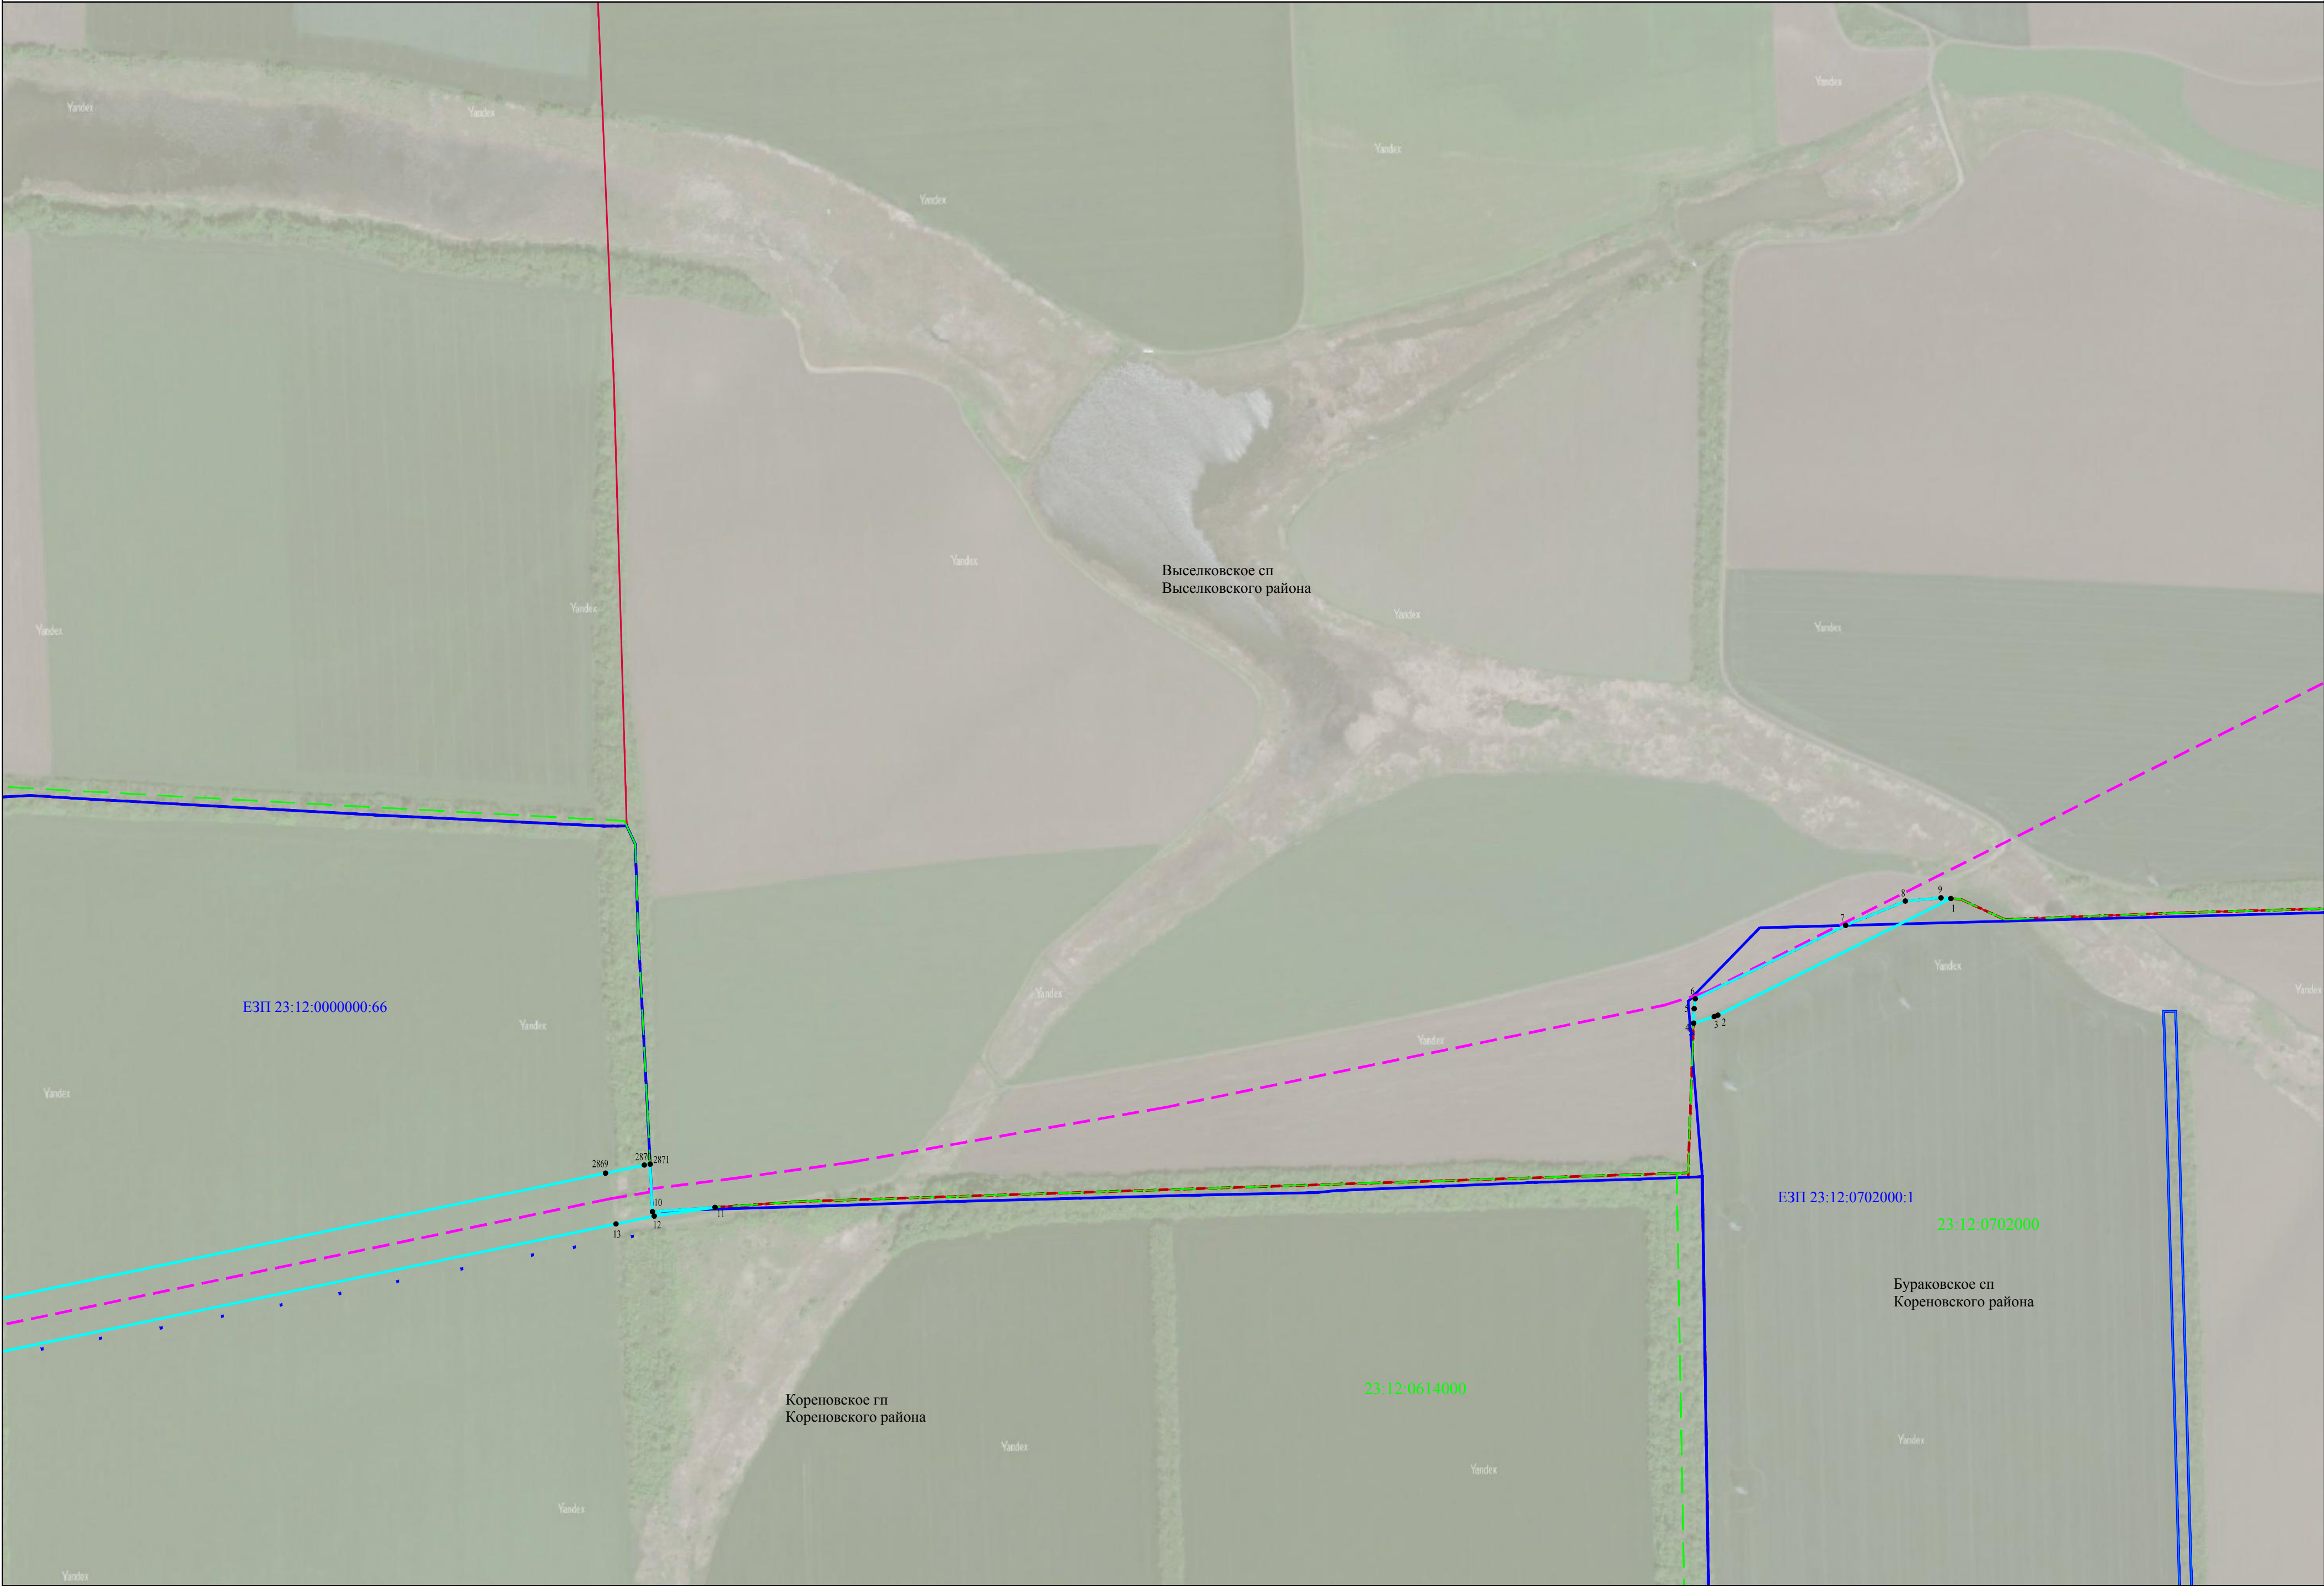 Yandex
Yandex
Yandex
Yandex
Yandex
Yandex
Выселковское сп
Выселковского района
Yandex
Yandex
Yandex
Yandex
8
9
1
7
Yandex
Yandex
Yandex
6
5
4
3
2
ЕЗП 23:12:0000000:66
Yandex
Yandex
Yandex
2869
2870
2871
10
11
12
13
ЕЗП 23:12:0702000:1
23:12:0702000
Бураковское сп
Кореновского района
23:12:0614000
Кореновское гп
Кореновского района
Yandex
Yandex
Yandex
Yandex
Yandex